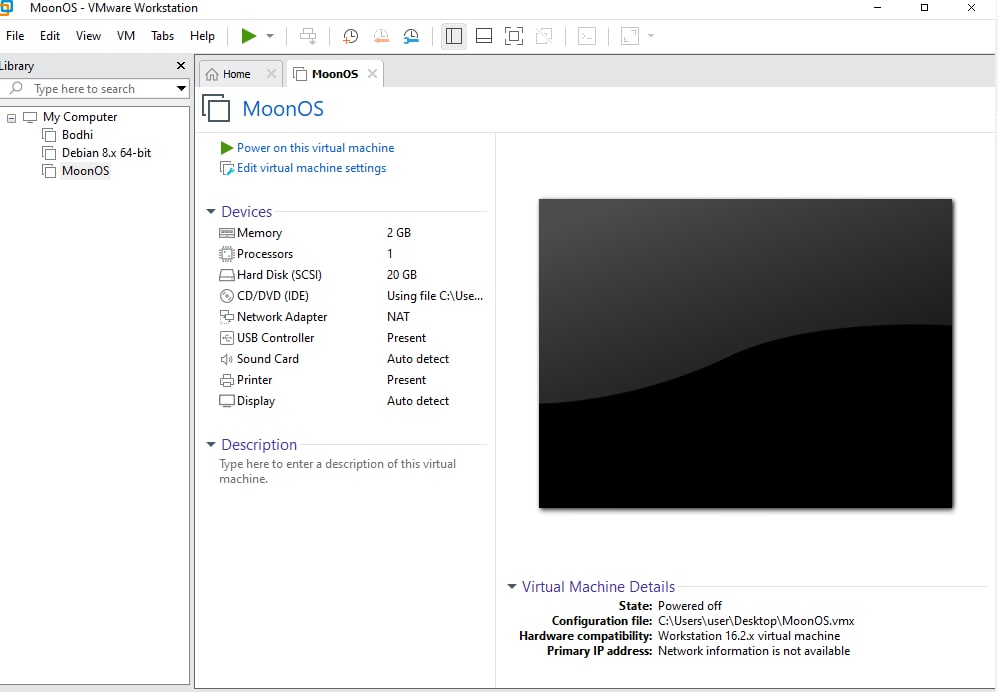 MoonOS - VMware Workstation
File Edit View VM Tabs Help
Library
Type here to search
My Computer
Bodhi
Debian 8.x 64-bit
MoonOS
Home
MoonOS
MoonOS
Power on this virtual machine
Edit virtual machine settings
Devices
Memory 2 GB
Processors 1
Hard Disk (SCSI) 20 GB
CD/DVD (IDE) Using file C:\Use...
Network Adapter NAT
USB Controller Present
Sound Card Auto detect
Printer Present
Display Auto detect
Description
Type here to enter a description of this virtual
machine.
Virtual Machine Details
State: Powered off
Configuration file: C:\Users\user\Desktop\MoonOS.vmx
Hardware compatibility: Workstation 16.2.x virtual machine
Primary IP address: Network information is not available